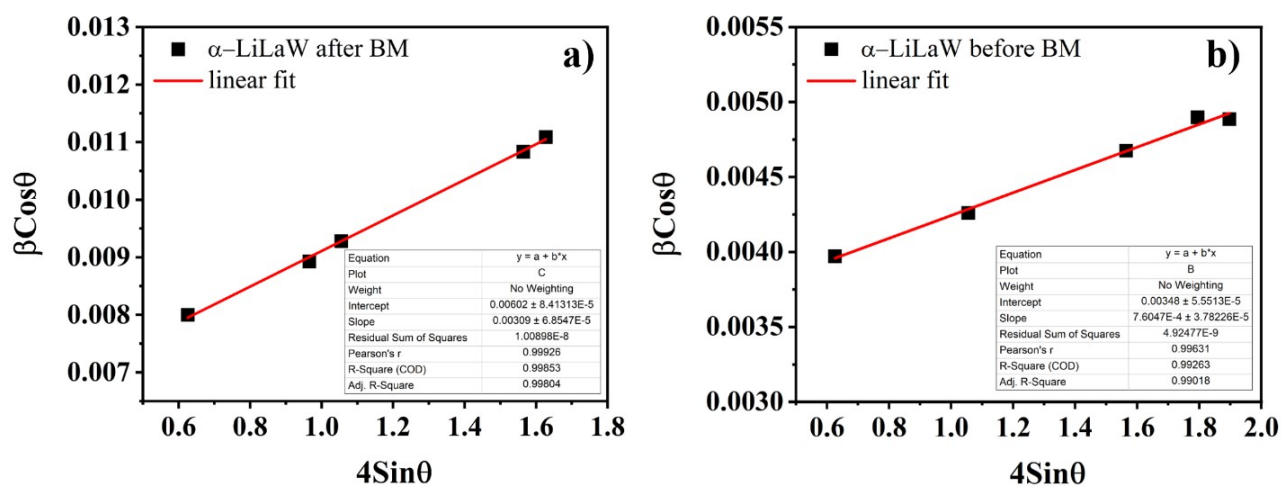 0.013
0.012
0.011
0.010
0.009
0.008
0.007
βCosθ
α–LiLaW after BM
linear fit
a)
Equation y = a + b*x
Plot C
Weight No Weighting
Intercept 0.00602 ± 8.41313E-5
Slope 0.00309 ± 6.8547E-5
Residual Sum of Squares 1.00898E-8
Pearson's r 0.99926
R-Square (COD) 0.99853
Adj. R-Square 0.99804
0.6 0.8 1.0 1.2 1.4 1.6 1.8
4Sinθ
0.0055
0.0050
0.0045
0.0040
0.0035
0.0030
βCosθ
α–LiLaW before BM
linear fit
b)
Equation y = a + b*x
Plot B
Weight No Weighting
Intercept 0.00348 ± 5.5513E-5
Slope 7.6047E-4 ± 3.78226E-5
Residual Sum of Squares 4.92477E-9
Pearson's r 0.99631
R-Square (COD) 0.99263
Adj. R-Square 0.99018
0.6 0.8 1.0 1.2 1.4 1.6 1.8 2.0
4Sinθ